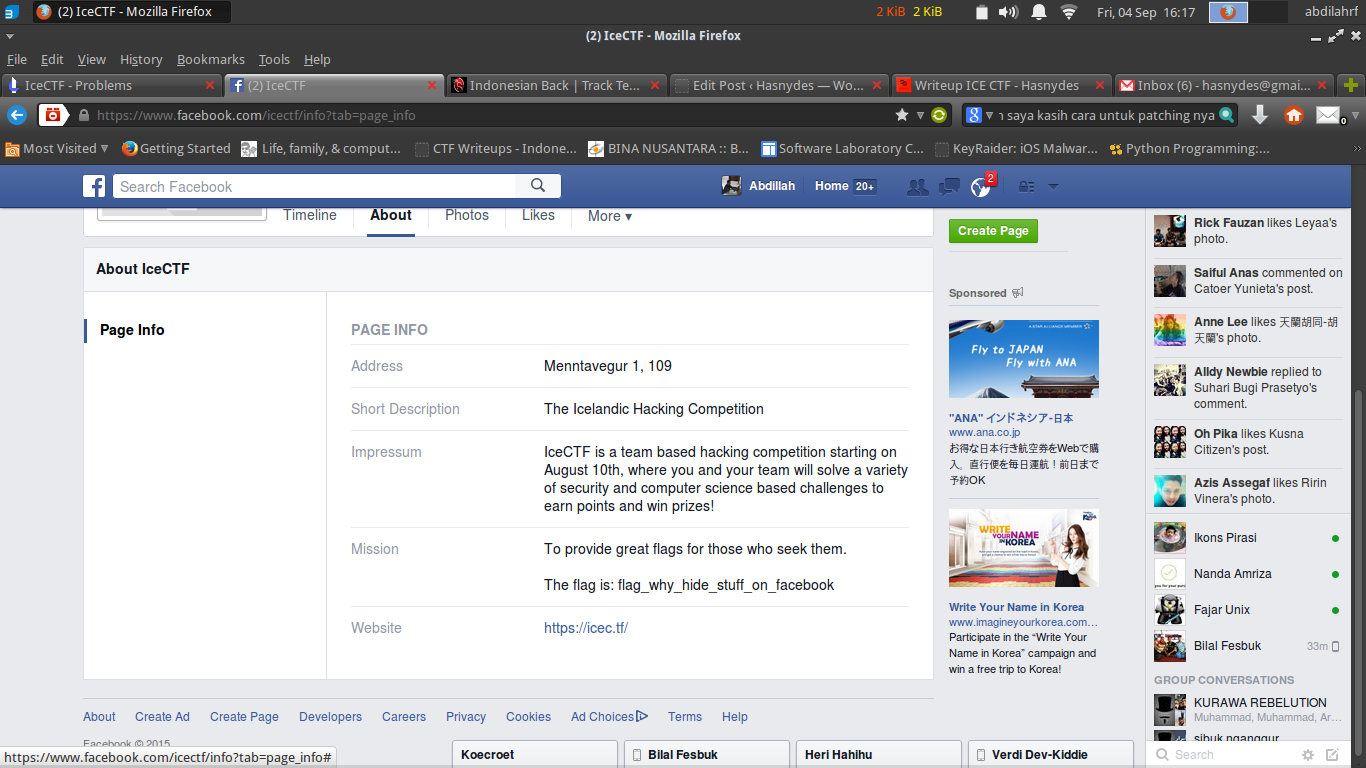 (2) IceCTF - Mozilla Firefox
2 KiB 2 KiB
Fri, 04 Sep 16:17
abdilahrf
(2) IceCTF - Mozilla Firefox
File Edit View History Bookmarks Tools Help
IceCTF - Problems
(2) IceCTF
Indonesian Back | Track Te...
Edit Post ‹ Hasnydes — Wo...
Writeup ICE CTF - Hasnydes
Inbox (6) - hasnydes@gmai...
https://www.facebook.com/icectf/info?tab=page_info
saya kasih cara untuk patching nya
0
Most Visited
Getting Started
Life, family, & comput...
CTF Writeups - Indone...
BINA NUSANTARA :: B...
Software Laboratory C...
KeyRaider: iOS Malwar...
Python Programming:...
Search Facebook
Abdillah
Home 20+
2
Timeline About Photos Likes More ▾
About IceCTF
Page Info
PAGE INFO
Address Menntavegur 1, 109
Short Description The Icelandic Hacking Competition
Impressum IceCTF is a team based hacking competition starting on
August 10th, where you and your team will solve a variety
of security and computer science based challenges to
earn points and win prizes!
Mission To provide great flags for those who seek them.
The flag is: flag_why_hide_stuff_on_facebook
Website https://icec.tf/
About Create Ad Create Page Developers Careers Privacy Cookies Ad Choices Terms Help
Facebook © 2015
Create Page
Sponsored
A STAR ALLIANCE MEMBER
Fly to JAPAN
Fly with ANA
"ANA" インドネシア-日本
www.ana.co.jp
お得な日本行き航空券をWebで購
入。直行便を毎日運航！前日まで
予約OK
WRITE
YOUR NAME
IN KOREA
Write Your Name in Korea
www.imagineyourkorea.com...
Participate in the “Write Your
Name in Korea” campaign and
win a free trip to Korea!
Rick Fauzan likes Leyaa's
photo.
Saiful Anas commented on
Catoer Yunieta's post.
Anne Lee likes 天蘭胡同-胡
天蘭's photo.
Alldy Newbie replied to
Suhari Bugi Prasetyo's
comment.
Oh Pika likes Kusna
Citizen's post.
Azis Assegaf likes Ririn
Vinera's photo.
Ikons Pirasi
Nanda Amriza
Fajar Unix
Bilal Fesbuk 33m
GROUP CONVERSATIONS
KURAWA REBELUTION
Muhammad, Muhammad, Ar...
sibuk nganggur
Search
https://www.facebook.com/icectf/info?tab=page_info#
Koecroet
Bilal Fesbuk
Heri Hahihu
Verdi Dev-Kiddie